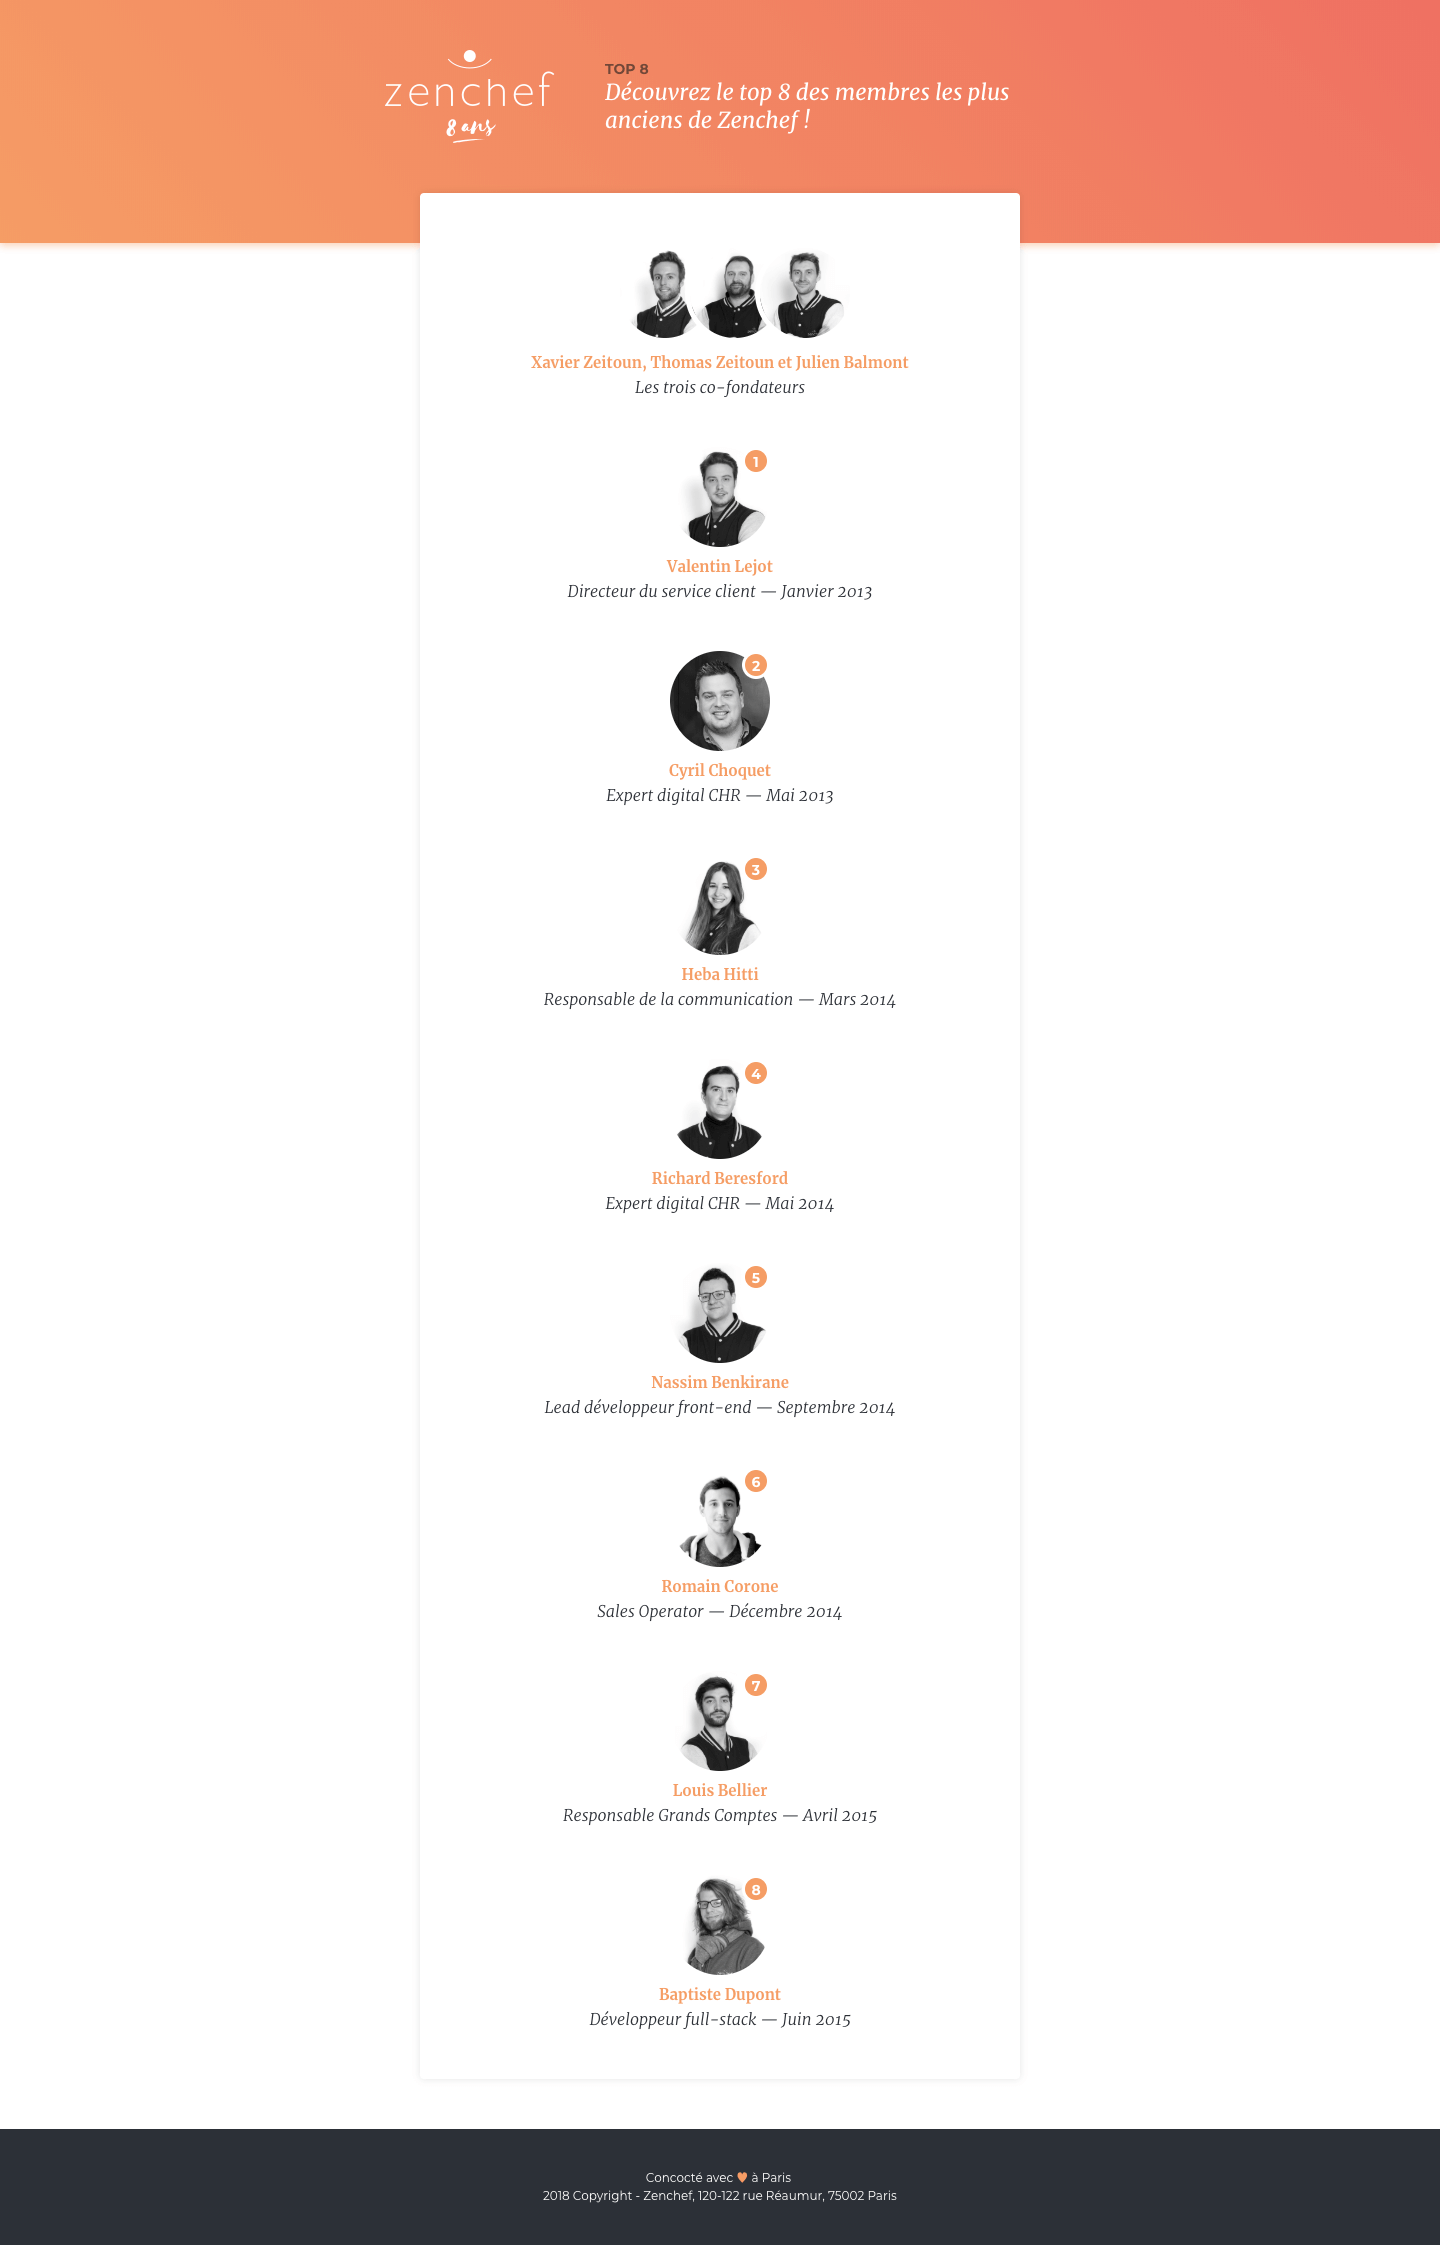 zenchef
8 ans
TOP 8
Découvrez le top 8 des membres les plus
anciens de Zenchef !
Xavier Zeitoun, Thomas Zeitoun et Julien Balmont
Les trois co-fondateurs
1
Valentin Lejot
Directeur du service client — Janvier 2013
2
Cyril Choquet
Expert digital CHR — Mai 2013
3
Heba Hitti
Responsable de la communication — Mars 2014
4
Richard Beresford
Expert digital CHR — Mai 2014
5
Nassim Benkirane
Lead développeur front-end — Septembre 2014
6
Romain Corone
Sales Operator — Décembre 2014
7
Louis Bellier
Responsable Grands Comptes — Avril 2015
8
Baptiste Dupont
Développeur full-stack — Juin 2015
Concocté avec ♥ à Paris
2018 Copyright - Zenchef, 120-122 rue Réaumur, 75002 Paris